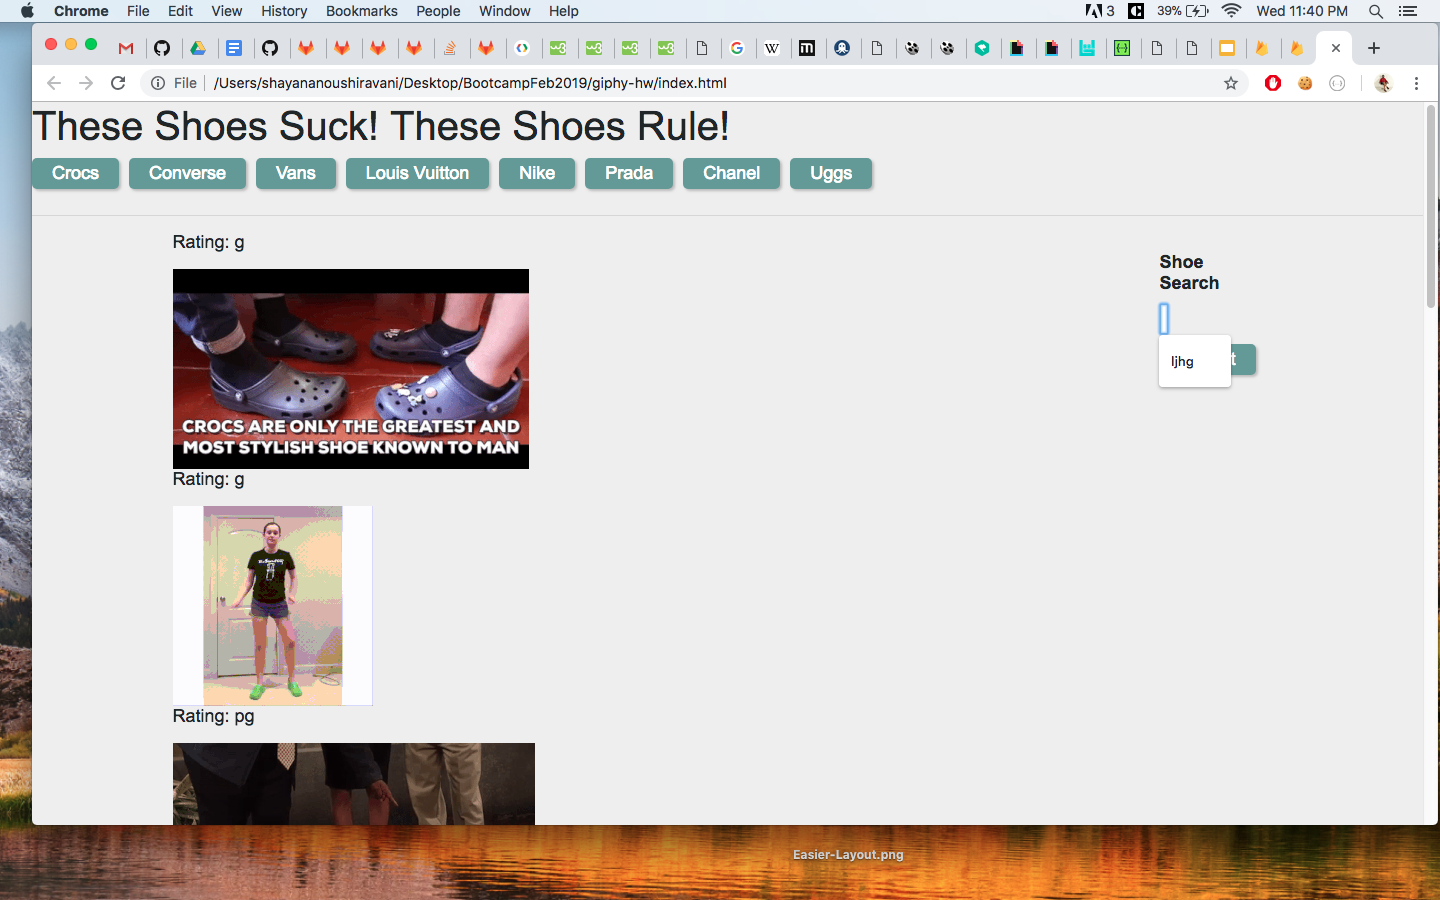 Chrome File Edit View History Bookmarks People Window Help 3 39% Wed 11:40 PM
File /Users/shayananoushiravani/Desktop/BootcampFeb2019/giphy-hw/index.html
These Shoes Suck! These Shoes Rule!
Crocs Converse Vans Louis Vuitton Nike Prada Chanel Uggs
Rating: g
Shoe
Search
ljhg
t
CROCS ARE ONLY THE GREATEST AND
MOST STYLISH SHOE KNOWN TO MAN
Rating: g
Rating: pg
Easier-Layout.png